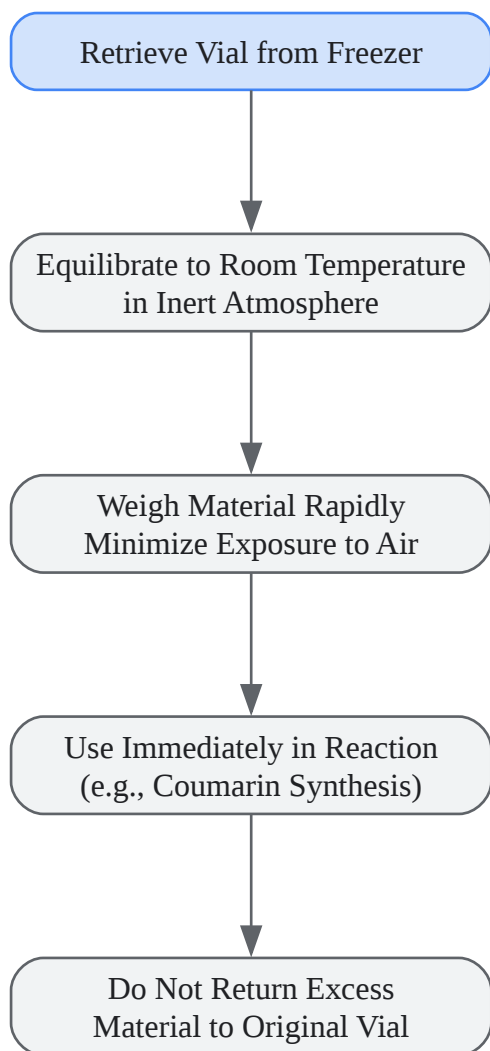 Retrieve Vial from Freezer
Equilibrate to Room Temperature
in Inert Atmosphere
Weigh Material Rapidly
Minimize Exposure to Air
Use Immediately in Reaction
(e.g., Coumarin Synthesis)
Do Not Return Excess
Material to Original Vial